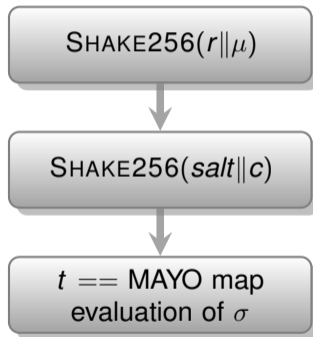 SHAKE256(r∥μ)
SHAKE256(salt∥c)
t == MAYO map
evaluation of σ